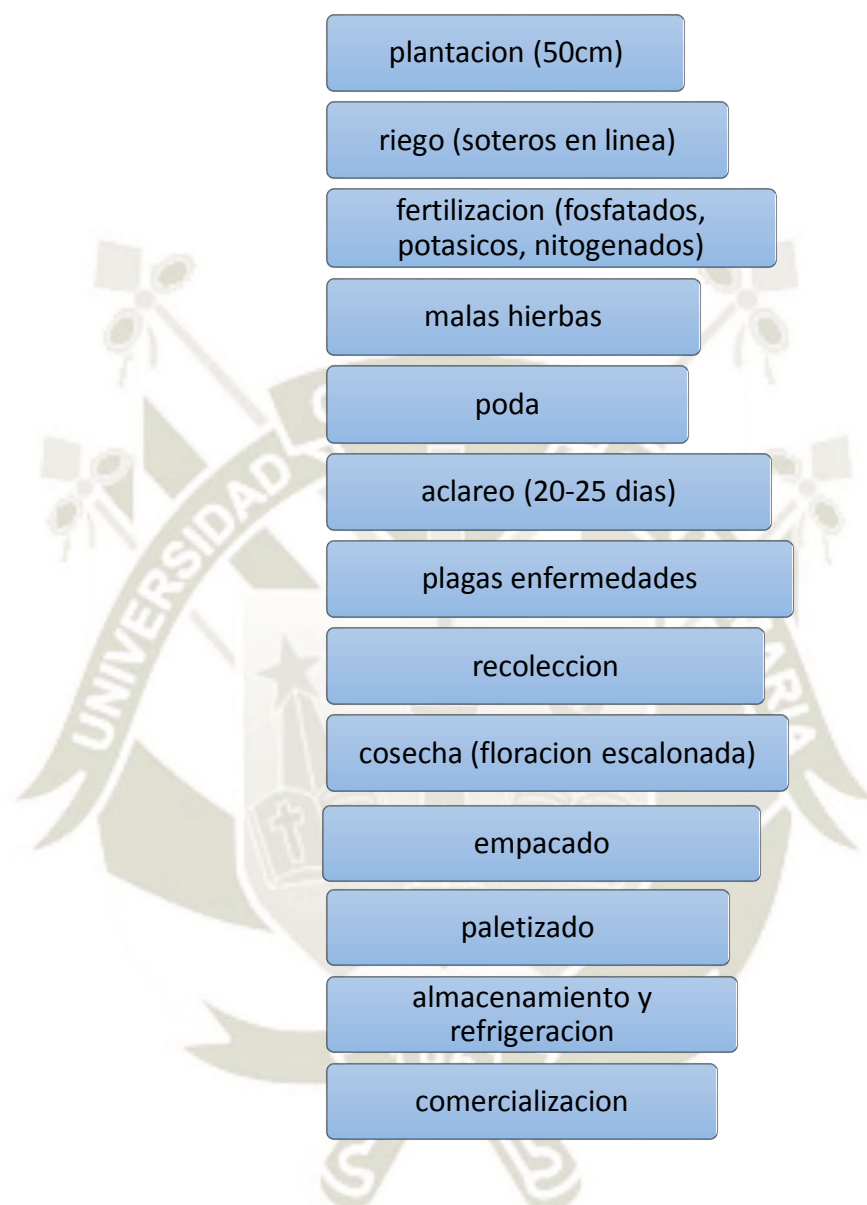 plantacion (50cm)
riego (soteros en linea)
fertilizacion (fosfatados,
potasicos, nitogenados)
malas hierbas
poda
aclareo (20-25 dias)
plagas enfermedades
recoleccion
cosecha (floracion escalonada)
empacado
paletizado
almacenamiento y
refrigeracion
comercializacion
UNIVERSIDAD